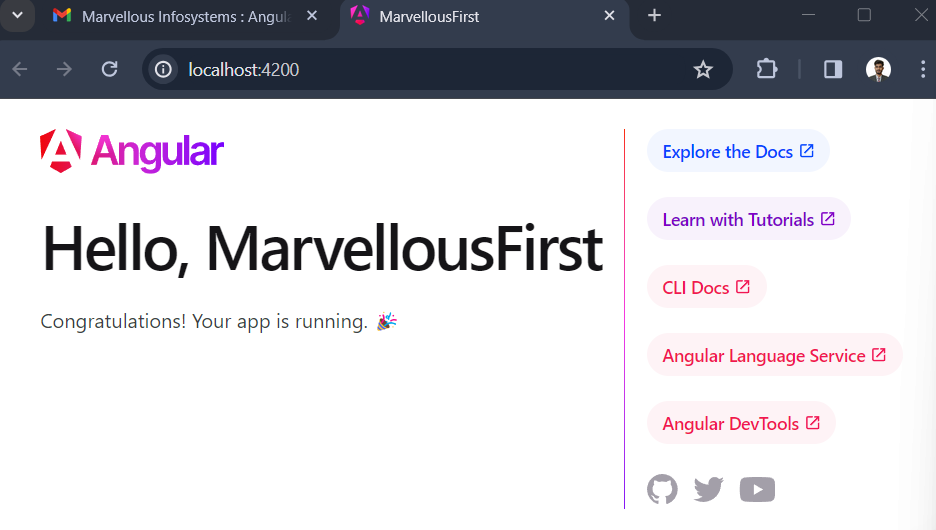 Marvellous Infosystems : Angul
MarvellousFirst
localhost:4200
Angular
Hello, MarvellousFirst
Congratulations! Your app is running. 🎉
Explore the Docs
Learn with Tutorials
CLI Docs
Angular Language Service
Angular DevTools